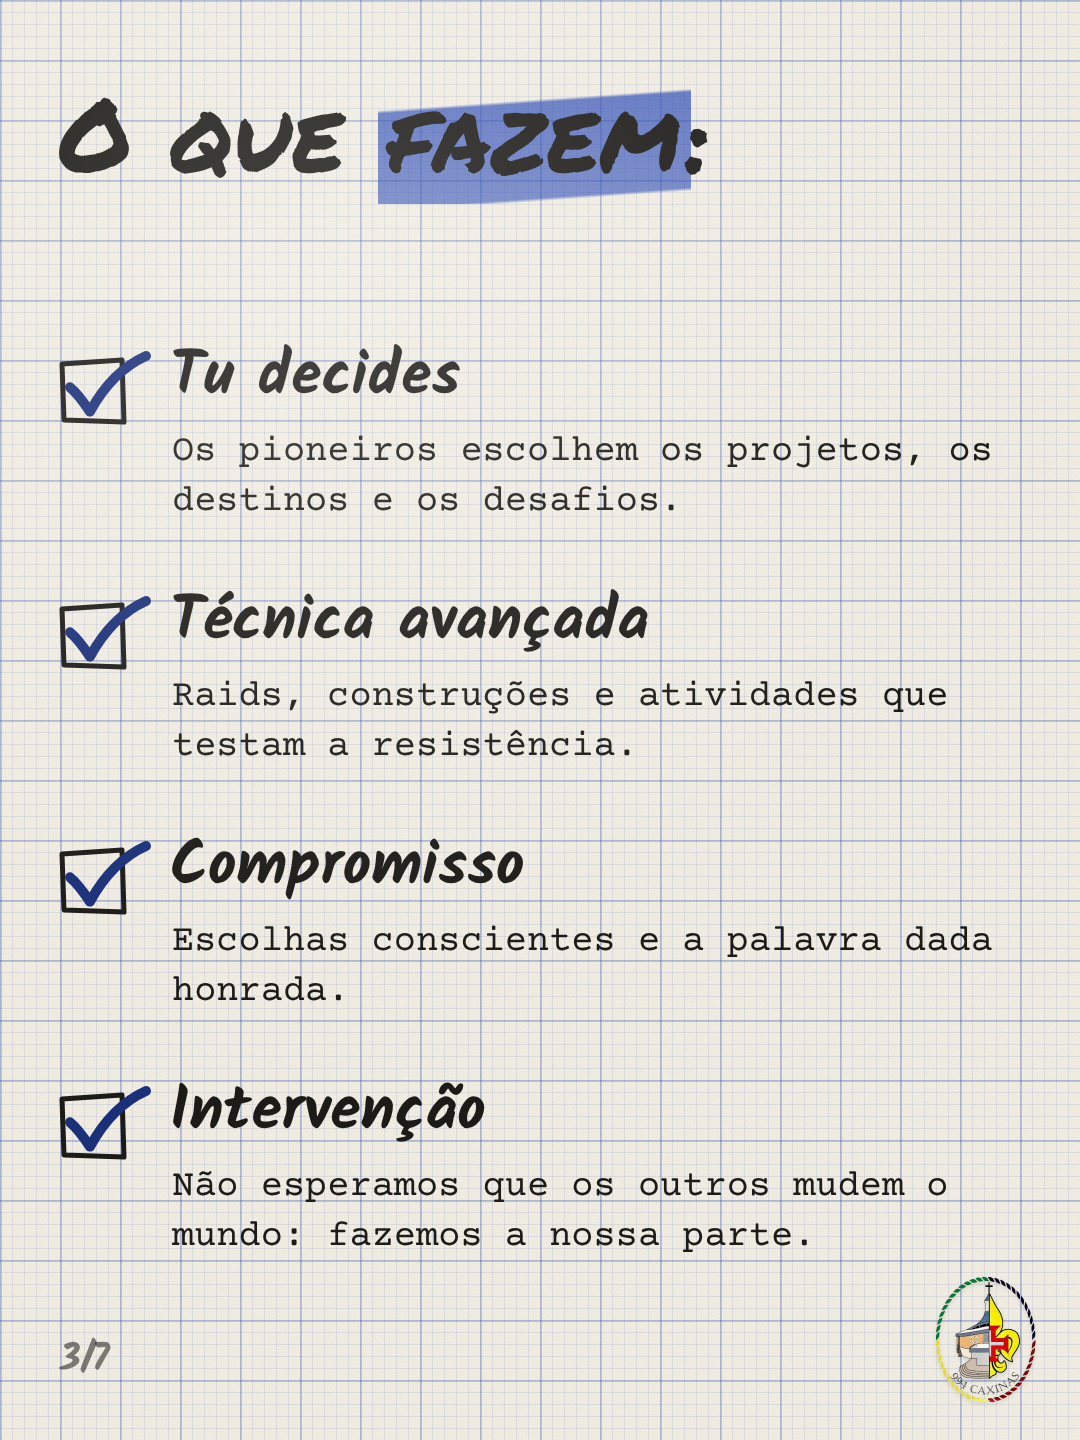 O QUE FAZEM:
Tu decides
Os pioneiros escolhem os projetos, os
destinos e os desafios.
Técnica avançada
Raids, construções e atividades que
testam a resistência.
Compromisso
Escolhas conscientes e a palavra dada
honrada.
Intervenção
Não esperamos que os outros mudem o
mundo: fazemos a nossa parte.
3/7
994 CAXINAS